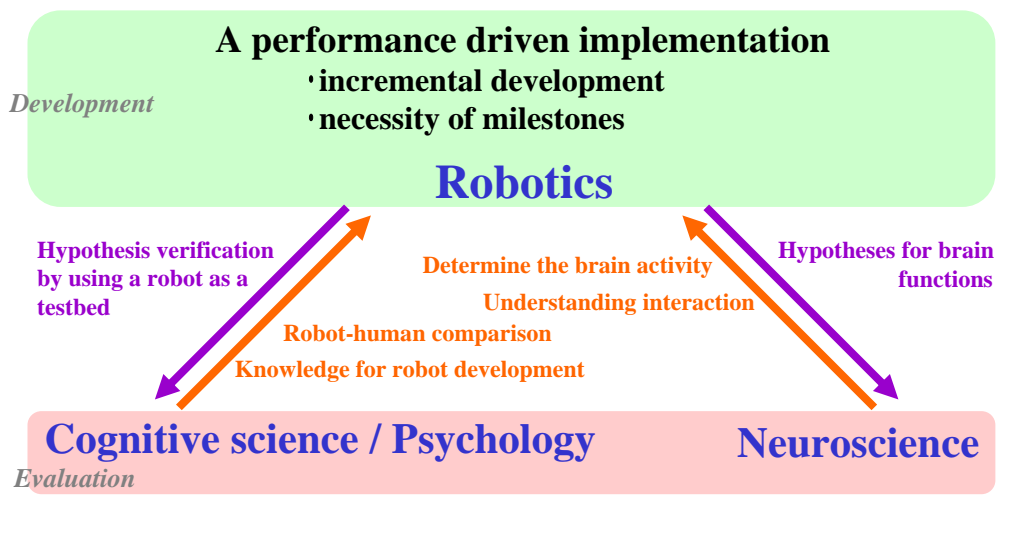 A performance driven implementation
·incremental development
Development
·necessity of milestones
Robotics
Hypothesis verification
by using a robot as a
testbed
Determine the brain activity
Understanding interaction
Hypotheses for brain
functions
Robot-human comparison
Knowledge for robot development
Cognitive science / Psychology
Neuroscience
Evaluation